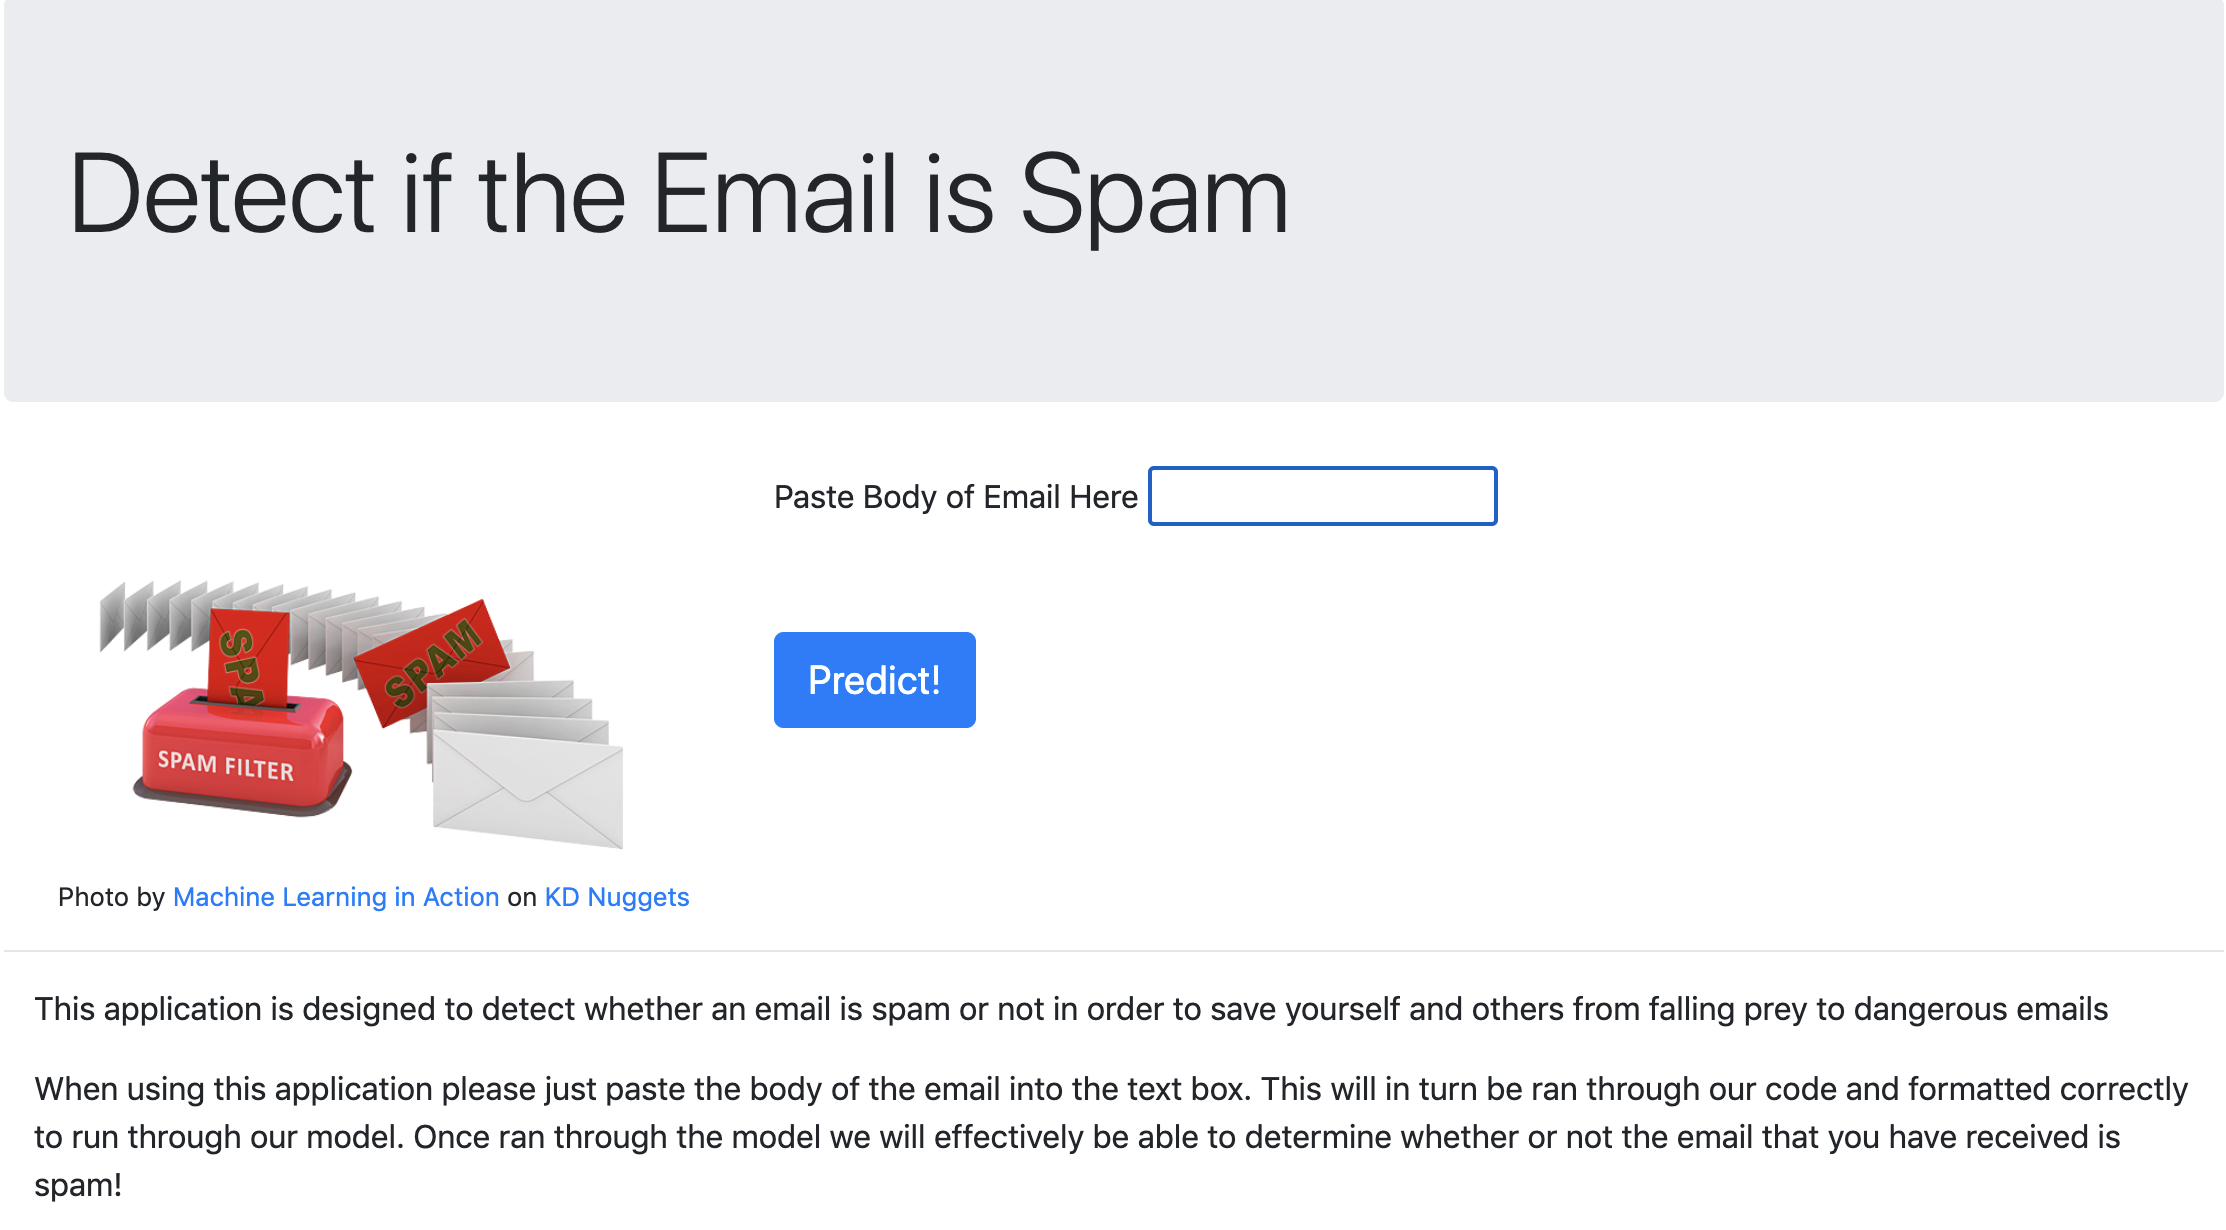 Detect if the Email is Spam
Paste Body of Email Here
SPA
SPAM
Predict!
SPAM FILTER
Photo by Machine Learning in Action on KD Nuggets
This application is designed to detect whether an email is spam or not in order to save yourself and others from falling prey to dangerous emails
When using this application please just paste the body of the email into the text box. This will in turn be ran through our code and formatted correctly
to run through our model. Once ran through the model we will effectively be able to determine whether or not the email that you have received is
spam!